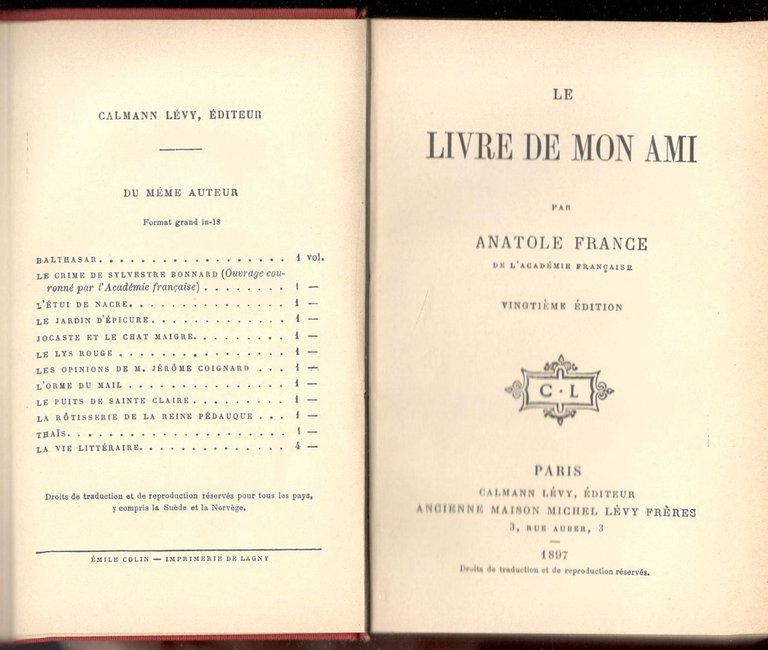 CALMANN LÉVY, ÉDITEUR
DU MÊME AUTEUR
Format grand in-18
BALTHASAR. . . . . . . . . . . . . . . . . . 1 vol.
LE CRIME DE SYLVESTRE BONNARD (Ouvrage cou-
ronné par l'Académie française) . . . . . . . . 1 —
L'ÉTUI DE NACRE. . . . . . . . . . . . . . . 1 —
LE JARDIN D'ÉPICURE. . . . . . . . . . . . . 1 —
JOCASTE ET LE CHAT MAIGRE. . . . . . . . . 1 —
LE LYS ROUGE . . . . . . . . . . . . . . . . 1 —
LES OPINIONS DE M. JÉRÔME COIGNARD . . . 1 —
L'ORME DU MAIL . . . . . . . . . . . . . . . 1 —
LE PUITS DE SAINTE CLAIRE. . . . . . . . . . 1 —
LA RÔTISSERIE DE LA REINE PÉDAUQUE . . . 1 —
THAÏS. . . . . . . . . . . . . . . . . . . . . 1 —
LA VIE LITTÉRAIRE. . . . . . . . . . . . . . 4 —
Droits de traduction et de reproduction réservés pour tous les pays,
y compris la Suède et la Norvège.
ÉMILE COLIN — IMPRIMERIE DE LAGNY
LE
LIVRE DE MON AMI
PAR
ANATOLE FRANCE
DE L'ACADÉMIE FRANÇAISE
VINGTIÈME ÉDITION
C · L
PARIS
CALMANN LÉVY, ÉDITEUR
ANCIENNE MAISON MICHEL LÉVY FRÈRES
3, RUE AUBER, 3
1897
Droits de traduction et de reproduction réservés.